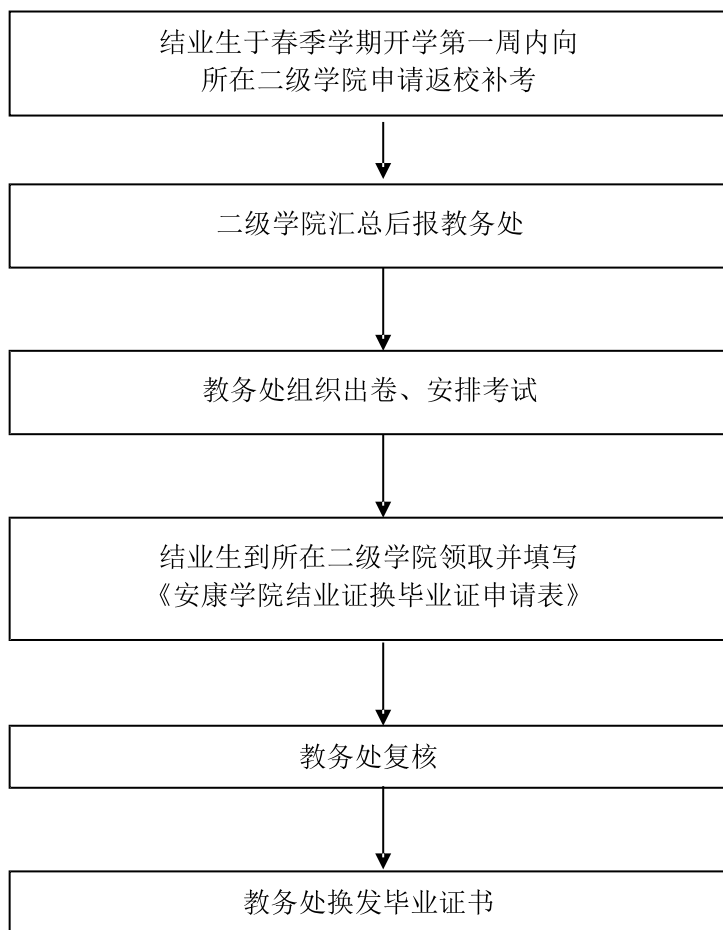 结业生于春季学期开学第一周内向
所在二级学院申请返校补考
二级学院汇总后报教务处
教务处组织出卷、安排考试
结业生到所在二级学院领取并填写
《安康学院结业证换毕业证申请表》
教务处复核
教务处换发毕业证书